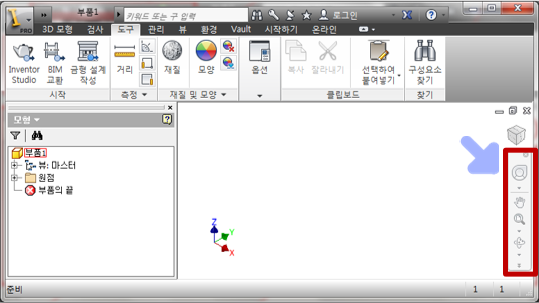 부품1
키워드 또는 구 입력
로그인
PRO
3D 모형 검사 도구 관리 뷰 환경 Vault 시작하기 온라인
Inventor Studio
BIM 교환
금형 설계 작성
거리
재질
모양
옵션
복사
잘라내기
선택하여 붙여넣기
구성요소 찾기
시작 측정 재질 및 모양 클립보드 찾기
모형
부품1
뷰: 마스터
원점
부품의 끝
Z
Y
X
준비
1 1